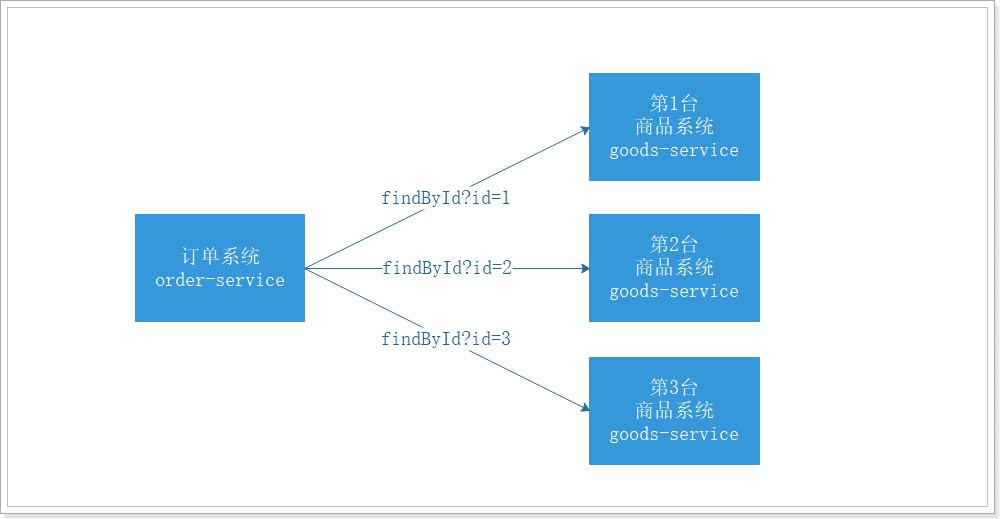 第1台
商品系统
goods-service
findById?id=1
订单系统
order-service
findById?id=2
第2台
商品系统
goods-service
findById?id=3
第3台
商品系统
goods-service